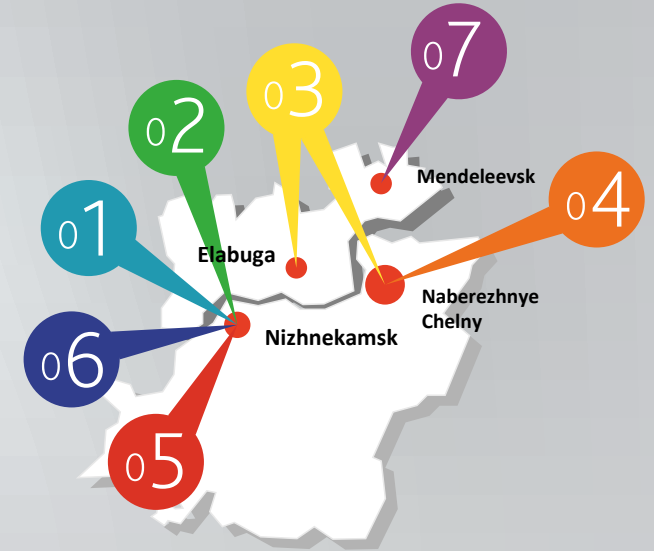 07
03
02
Mendeleevsk
04
01
Elabuga
Naberezhnye
Chelny
Nizhnekamsk
06
05